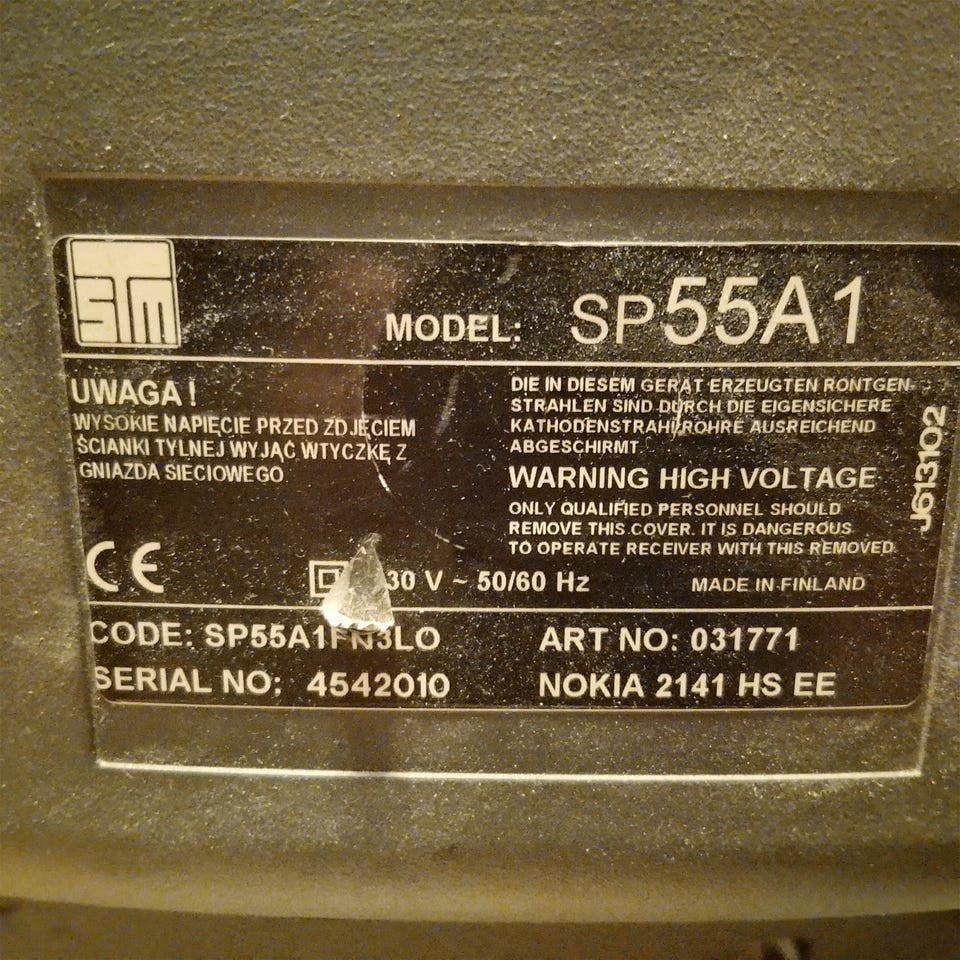 STM
MODEL: SP55A1
UWAGA !
WYSOKIE NAPIĘCIE PRZED ZDJĘCIEM
ŚCIANKI TYLNEJ WYJĄĆ WTYCZKĘ Z
GNIAZDA SIECIOWEGO
DIE IN DIESEM GERÄT ERZEUGTEN RÖNTGEN-
STRAHLEN SIND DURCH DIE EIGENSICHERE
KATHODENSTRAHLRÖHRE AUSREICHEND
ABGESCHIRMT
WARNING HIGH VOLTAGE
ONLY QUALIFIED PERSONNEL SHOULD
REMOVE THIS COVER. IT IS DANGEROUS
TO OPERATE RECEIVER WITH THIS REMOVED.
J613102
CE
30 V ~ 50/60 Hz
MADE IN FINLAND
CODE: SP55A1FN3LO
ART NO: 031771
SERIAL NO: 4542010
NOKIA 2141 HS EE